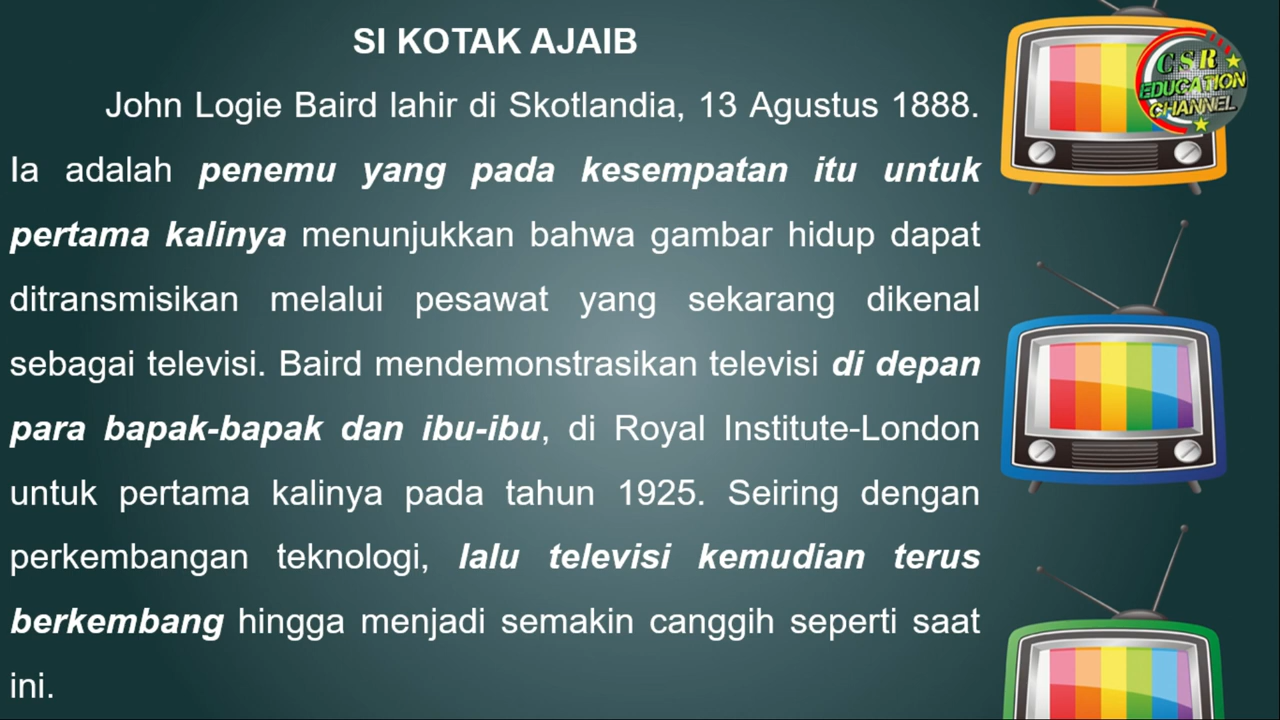 SI KOTAK AJAIB
John Logie Baird lahir di Skotlandia, 13 Agustus 1888.
Ia adalah penemu yang pada kesempatan itu untuk
pertama kalinya menunjukkan bahwa gambar hidup dapat
ditransmisikan melalui pesawat yang sekarang dikenal
sebagai televisi. Baird mendemonstrasikan televisi di depan
para bapak-bapak dan ibu-ibu, di Royal Institute-London
untuk pertama kalinya pada tahun 1925. Seiring dengan
perkembangan teknologi, lalu televisi kemudian terus
berkembang hingga menjadi semakin canggih seperti saat
ini.
CSR
EDUCATION
CHANNEL